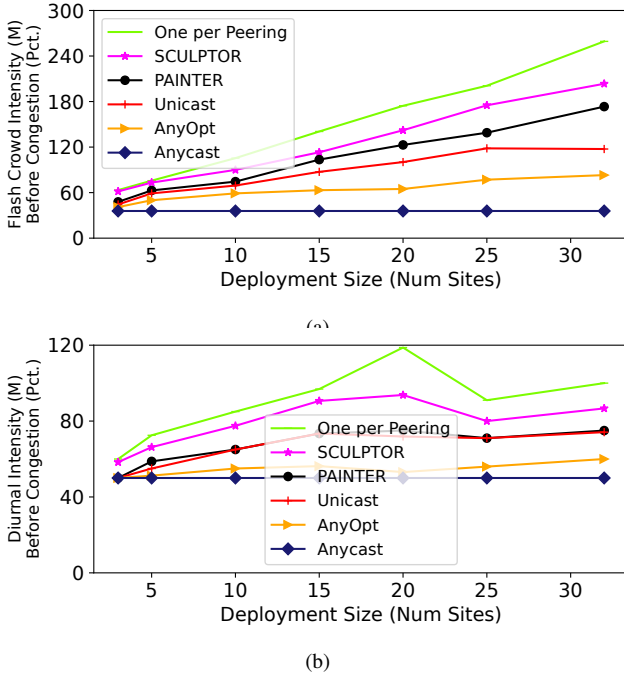 Flash Crowd Intensity (M)
Before Congestion (Pct.)
300
240
180
120
60
0
One per Peering
SCULPTOR
PAINTER
Unicast
AnyOpt
Anycast
5 10 15 20 25 30
Deployment Size (Num Sites)
(a)
Diurnal Intensity (M)
Before Congestion (Pct.)
120
80
40
0
One per Peering
SCULPTOR
PAINTER
Unicast
AnyOpt
Anycast
5 10 15 20 25 30
Deployment Size (Num Sites)
(b)